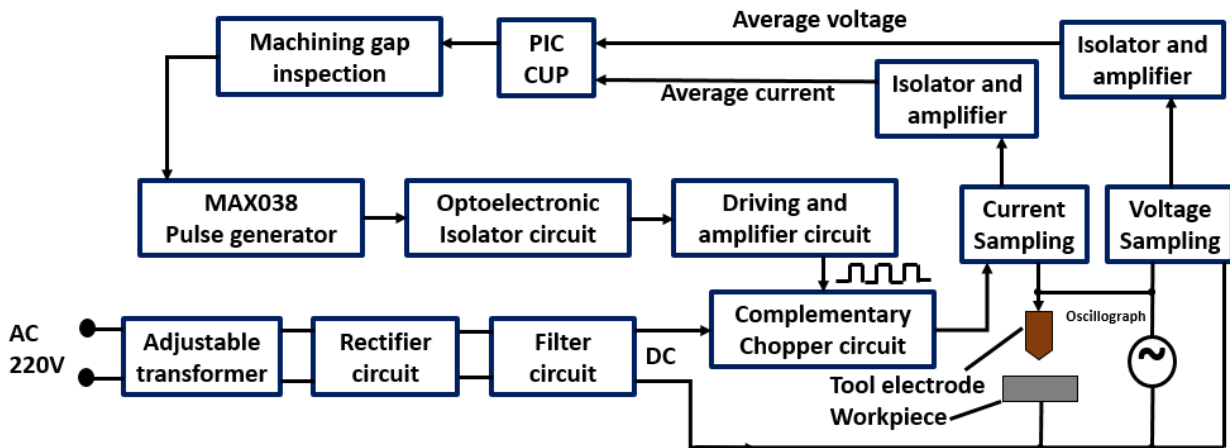 Average voltage
Machining gap
inspection
PIC
CUP
Isolator and
amplifier
Average current
Isolator and
amplifier
MAX038
Pulse generator
Optoelectronic
Isolator circuit
Driving and
amplifier circuit
Current
Sampling
Voltage
Sampling
AC
220V
Adjustable
transformer
Rectifier
circuit
Filter
circuit
DC
Complementary
Chopper circuit
Oscillograph
Tool electrode
Workpiece